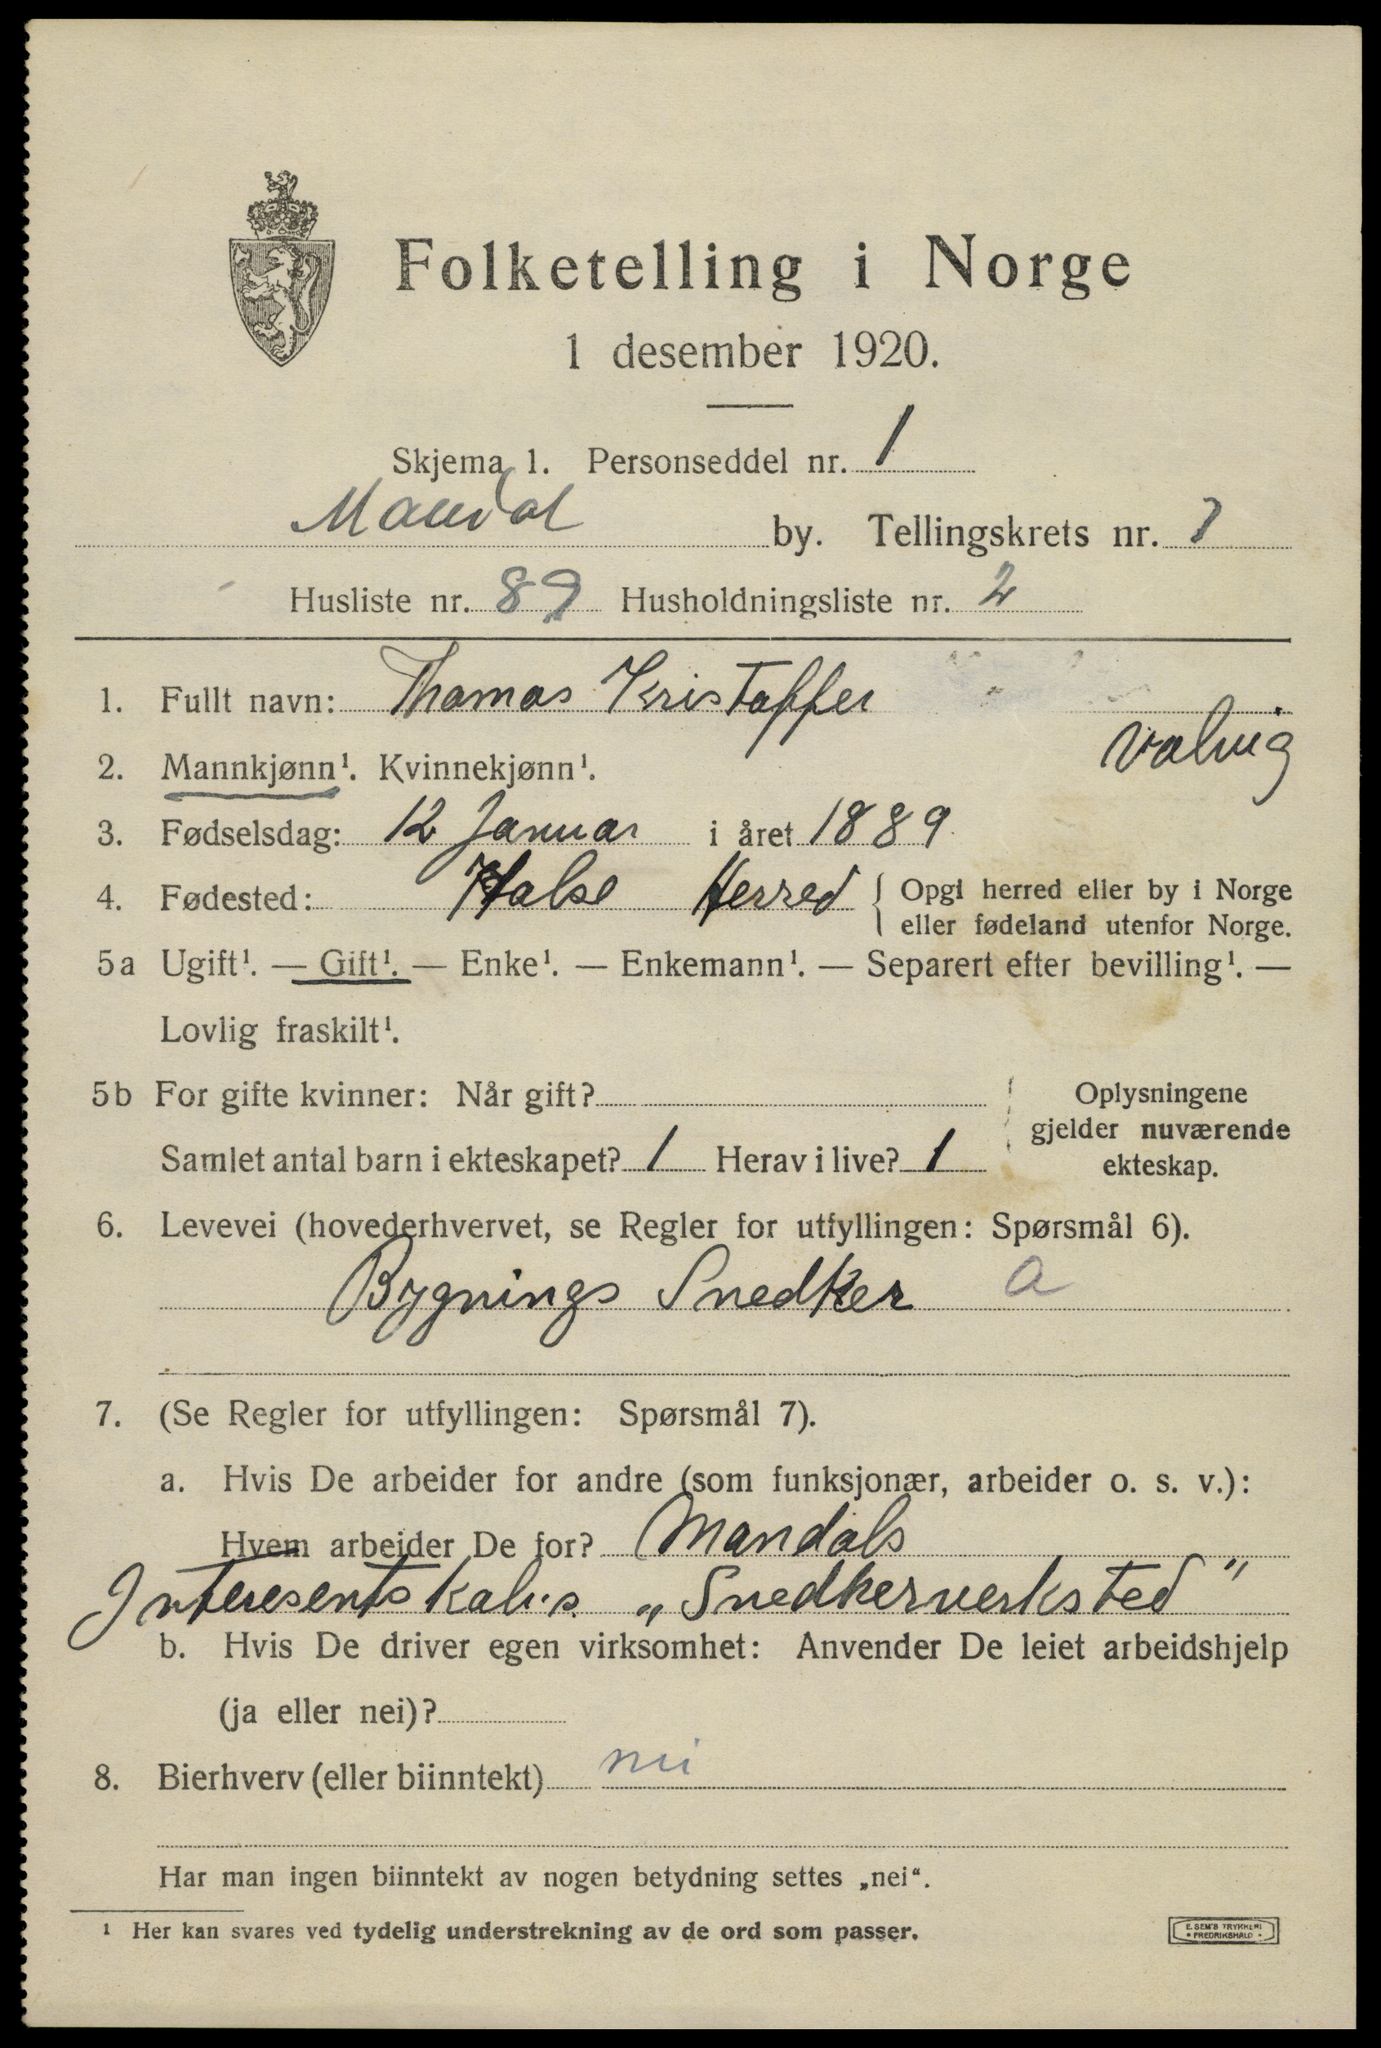 Folketelling i Norge
1 desember 1920.
Skjema 1. Personseddel nr. 1
Mandal by. Tellingskrets nr. 7
Husliste nr. 89 Husholdningsliste nr. 2
1. Fullt navn: Thomas Kristoffer
Valvig
2. Mannkjønn¹. Kvinnekjønn¹.
3. Fødselsdag: 12 Januar i året 1889
4. Fødested: Halse Herred { Opgi herred eller by i Norge
eller fødeland utenfor Norge.
5a Ugift¹. — Gift¹. — Enke¹. — Enkemann¹. — Separert efter bevilling¹. —
Lovlig fraskilt¹.
5b For gifte kvinner: Når gift? Oplysningene
gjelder nuværende
Samlet antal barn i ekteskapet? 1 Herav i live? 1 ekteskap.
6. Levevei (hovederhvervet, se Regler for utfyllingen: Spørsmål 6).
Bygnings Snedker a
7. (Se Regler for utfyllingen: Spørsmål 7).
a. Hvis De arbeider for andre (som funksjonær, arbeider o. s. v.):
Hvem arbeider De for? Mandals
„Snedkerverksted"
b. Hvis De driver egen virksomhet: Anvender De leiet arbeidshjelp
(ja eller nei)?
8. Bierhverv (eller biinntekt) nei
Har man ingen biinntekt av nogen betydning settes „nei“.
¹ Her kan svares ved tydelig understrekning av de ord som passer.
E. SEM'S TRYKKERI
• FREDRIKSHALD •